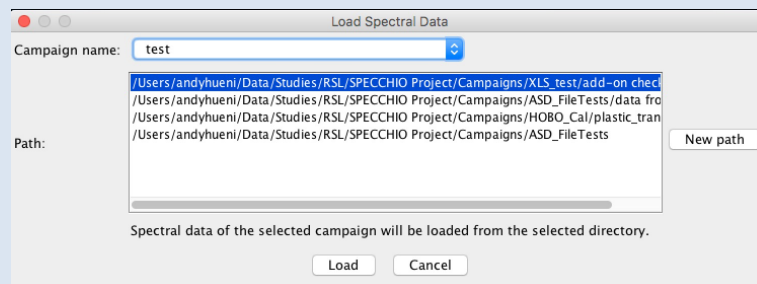 Load Spectral Data
Campaign name: test
/Users/andyhueni/Data/Studies/RSL/SPECCHIO Project/Campaigns/XLS_test/add-on chec
/Users/andyhueni/Data/Studies/RSL/SPECCHIO Project/Campaigns/ASD_FileTests/data fro
/Users/andyhueni/Data/Studies/RSL/SPECCHIO Project/Campaigns/HOBO_Cal/plastic_tran
/Users/andyhueni/Data/Studies/RSL/SPECCHIO Project/Campaigns/ASD_FileTests
Path:
New path
Spectral data of the selected campaign will be loaded from the selected directory.
Load Cancel